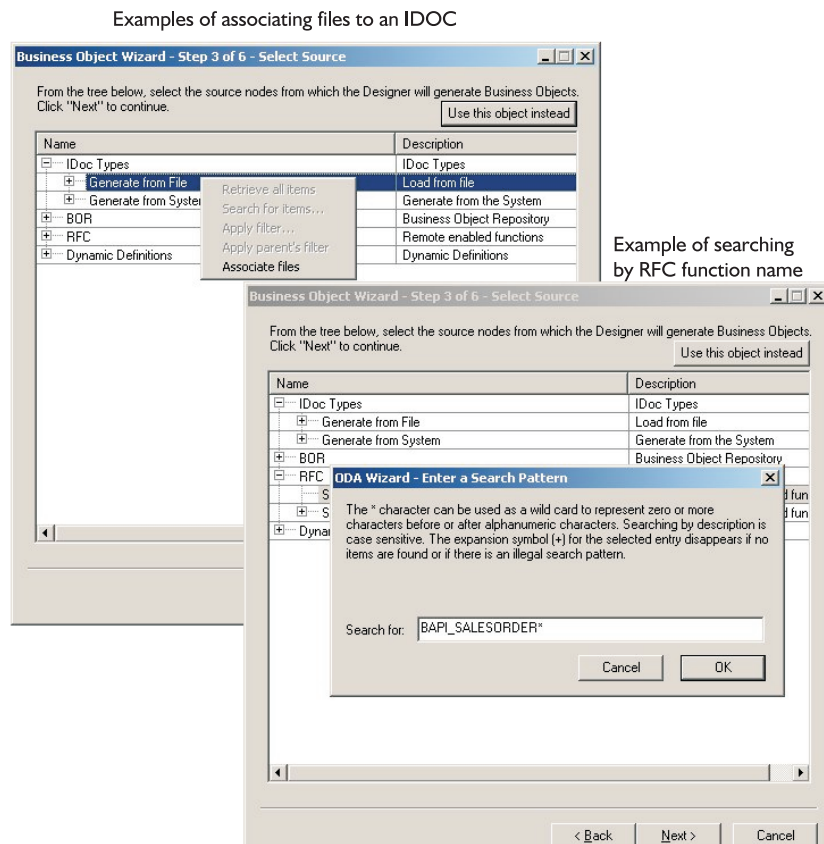 Examples of associating files to an IDOC
Business Object Wizard - Step 3 of 6 - Select Source
From the tree below, select the source nodes from which the Designer will generate Business Objects.
Click "Next" to continue.
Use this object instead
Name Description
IDoc Types IDoc Types
Generate from File Load from file
Generate from System Generate from the System
BOR Business Object Repository
RFC Remote enabled functions
Dynamic Definitions Dynamic Definitions
Retrieve all items
Search for items...
Apply filter...
Apply parent's filter
Associate files
Example of searching
by RFC function name
Business Object Wizard - Step 3 of 6 - Select Source
From the tree below, select the source nodes from which the Designer will generate Business Objects.
Click "Next" to continue.
Use this object instead
Name Description
IDoc Types IDoc Types
Generate from File Load from file
Generate from System Generate from the System
BOR Business Object Repository
RFC
S d fun
S d fun
Dynar
ODA Wizard - Enter a Search Pattern
The * character can be used as a wild card to represent zero or more
characters before or after alphanumeric characters. Searching by description is
case sensitive. The expansion symbol (+) for the selected entry disappears if no
items are found or if there is an illegal search pattern.
Search for: BAPI_SALESORDER*
Cancel OK
< Back Next > Cancel